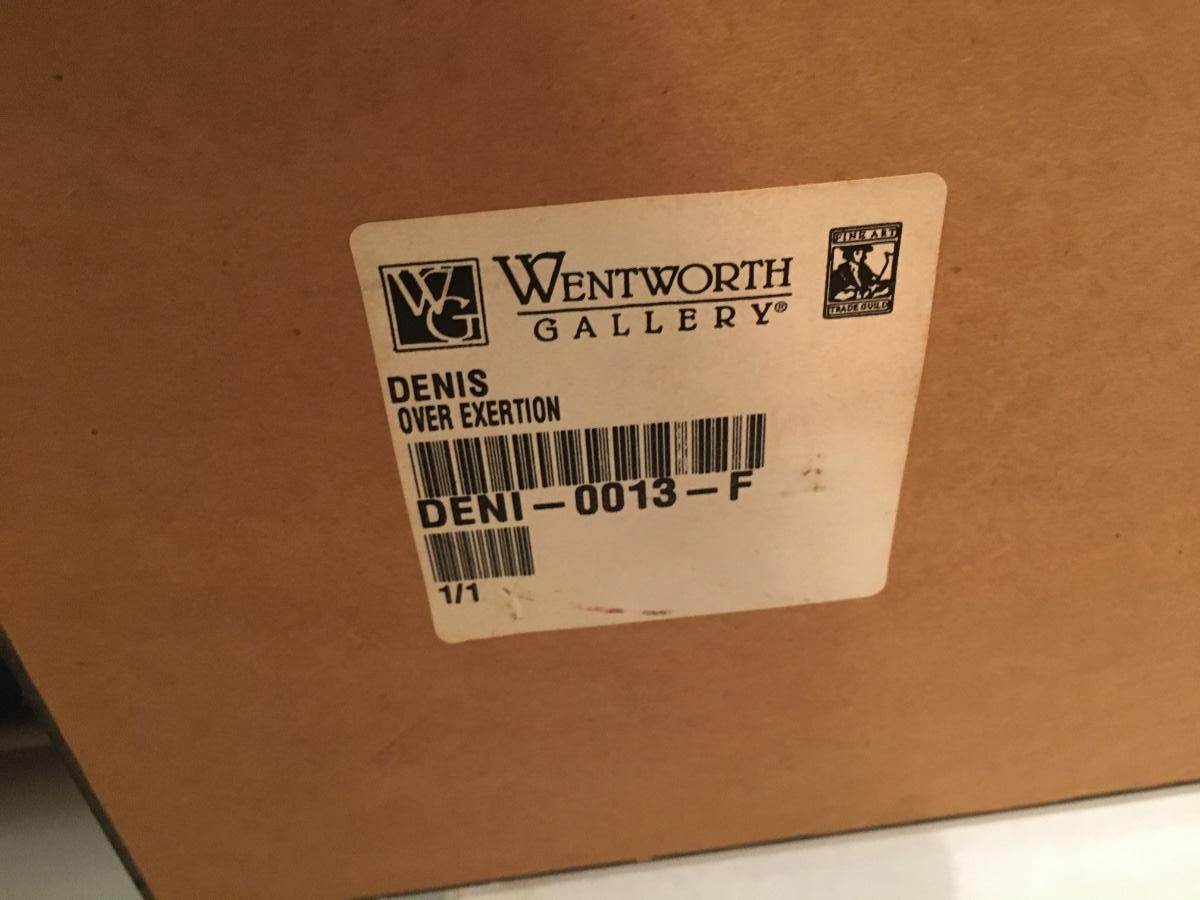 WG
WENTWORTH
GALLERY®
FINE ART
TRADE GUILD
DENIS
OVER EXERTION
DENI-0013-F
1/1